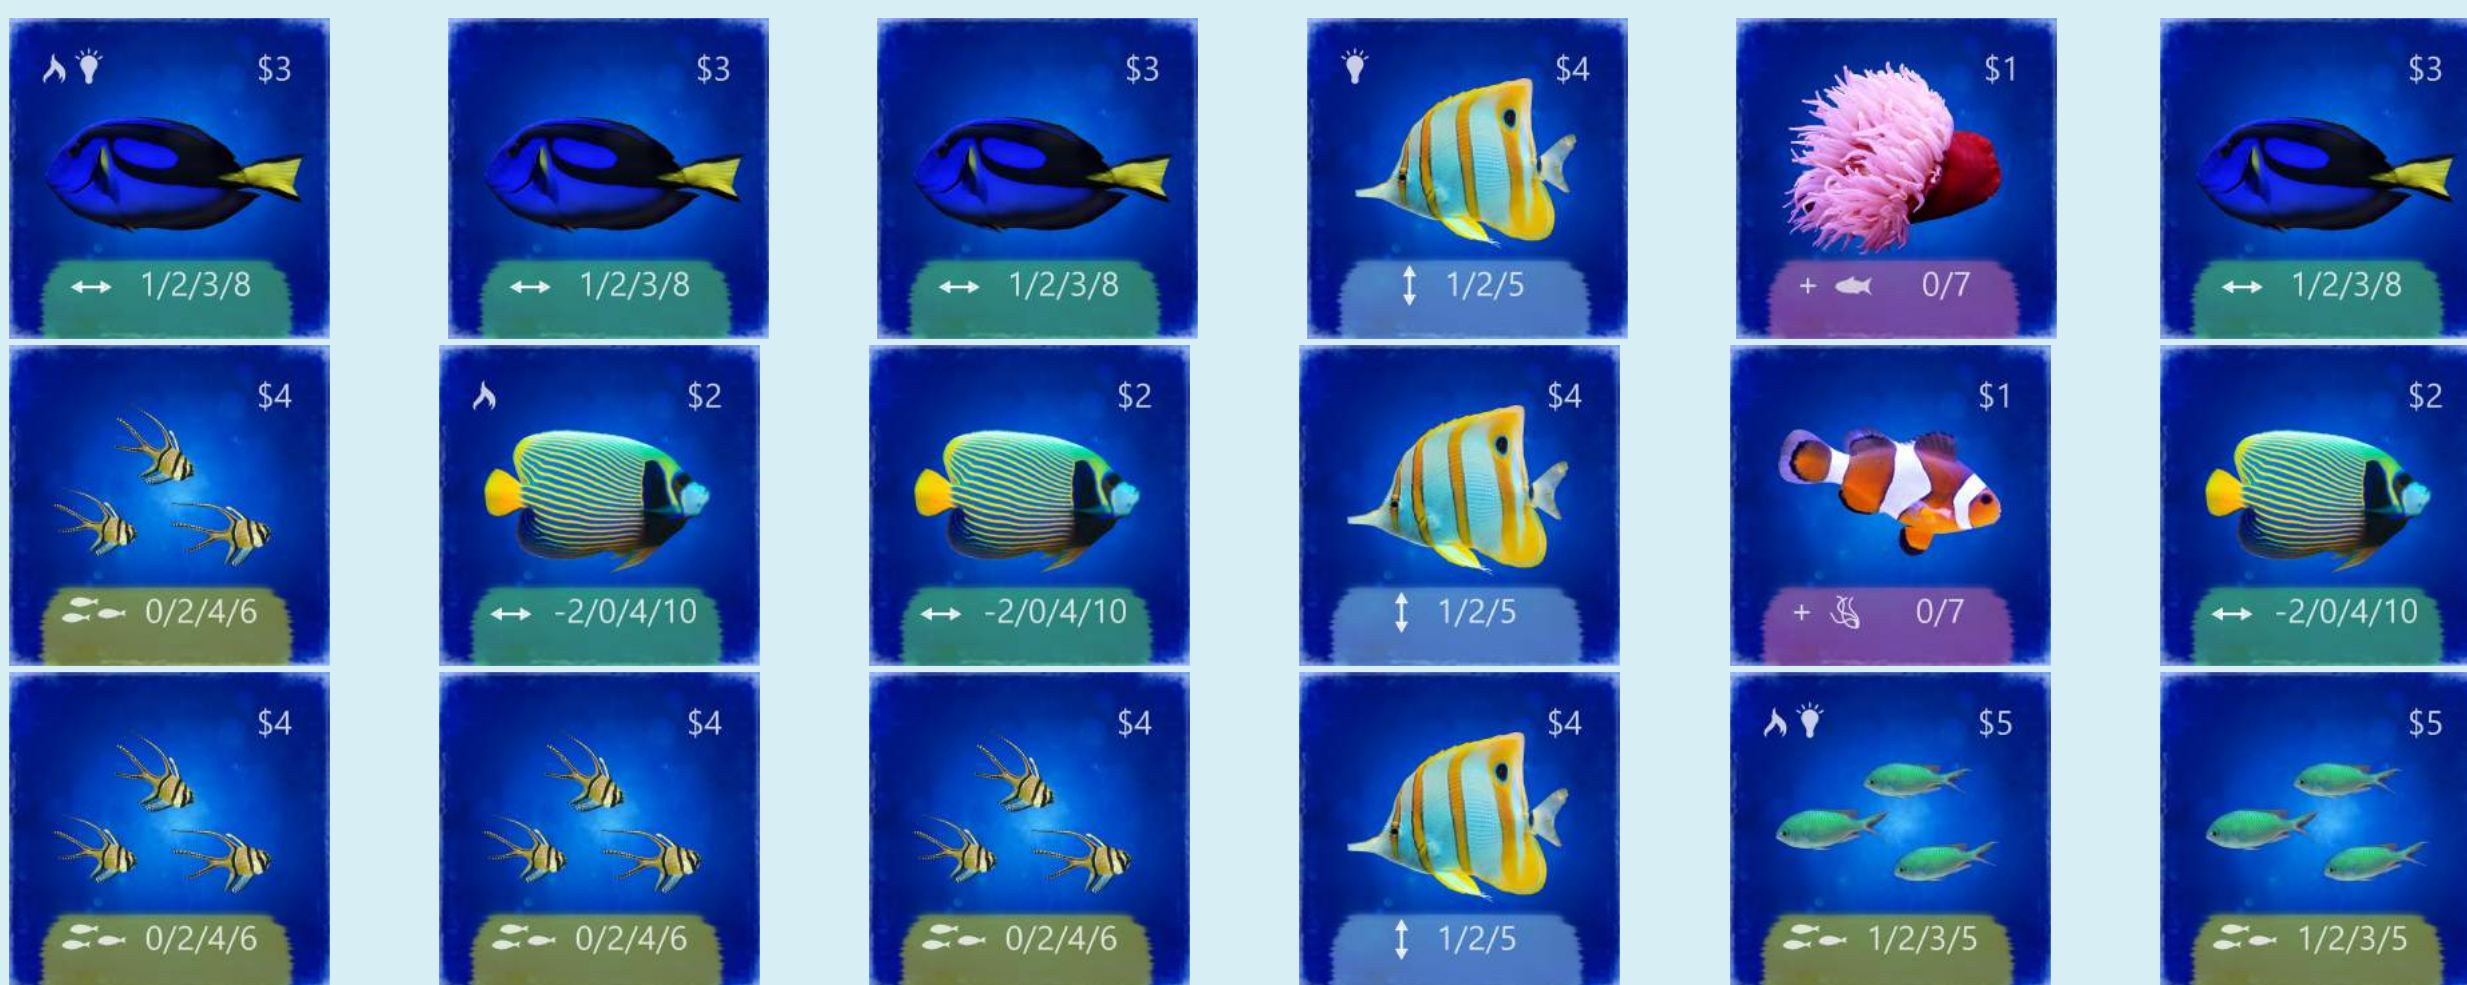 $3 $3 $3 $4 $1 $3
1/2/3/8 1/2/3/8 1/2/3/8 1/2/5 + 0/7 1/2/3/8
$4 $2 $2 $4 $1 $2
0/2/4/6 -2/0/4/10 -2/0/4/10 1/2/5 + 0/7 -2/0/4/10
$4 $4 $4 $4 $5 $5
0/2/4/6 0/2/4/6 0/2/4/6 1/2/5 1/2/3/5 1/2/3/5